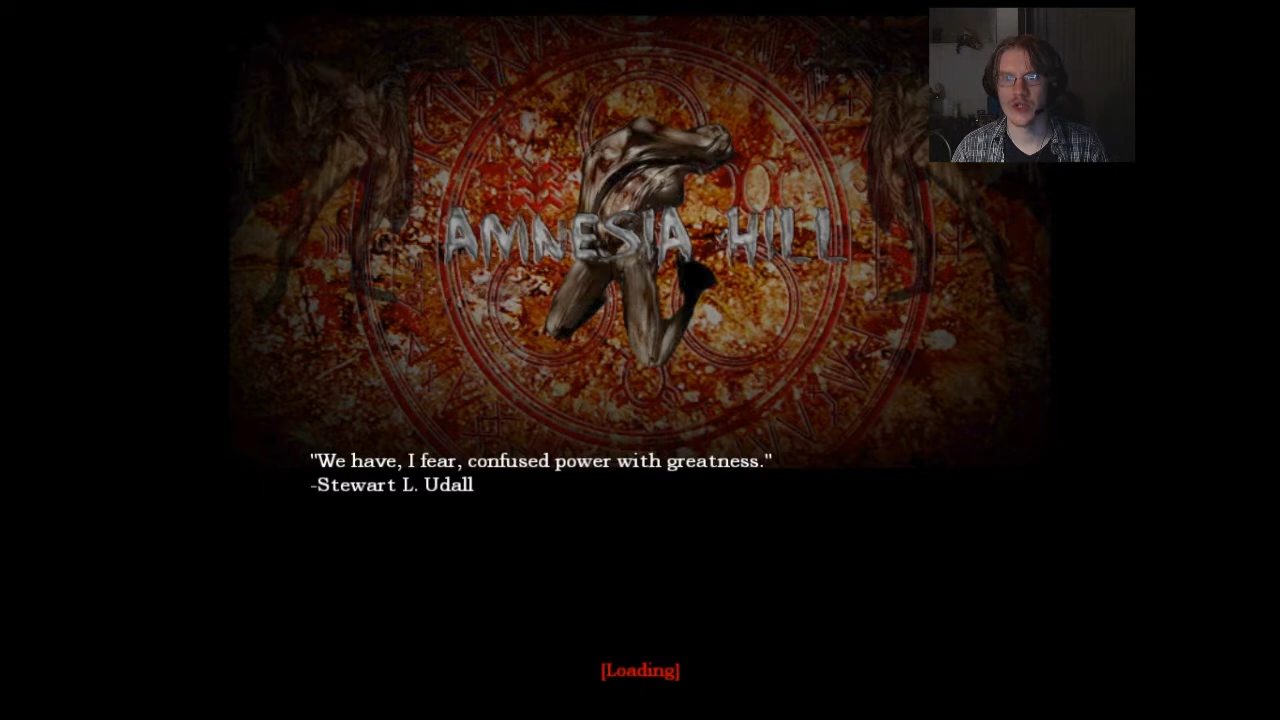 AMNESIA HILL
"We have, I fear, confused power with greatness."
-Stewart L. Udall
[Loading]